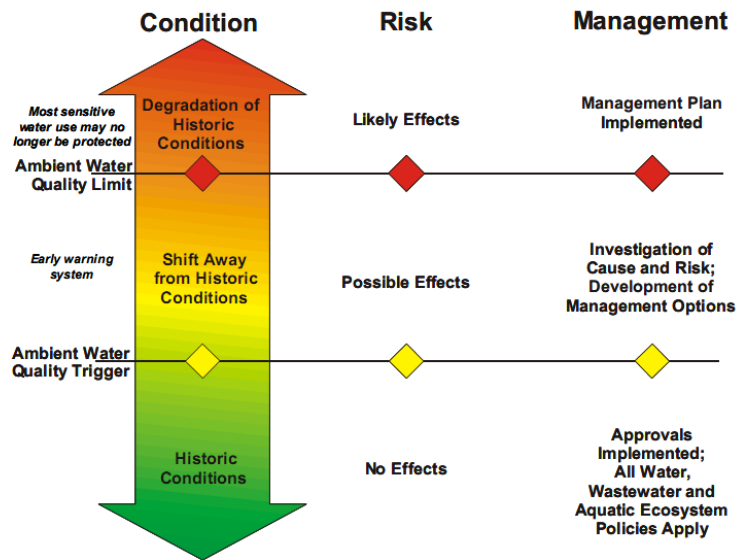 Condition
Risk
Management
Most sensitive
water use may no
longer be protected
Degradation of
Historic
Conditions
Likely Effects
Management Plan
Implemented
Ambient Water
Quality Limit
Early warning
system
Shift Away
from Historic
Conditions
Possible Effects
Investigation of
Cause and Risk;
Development of
Management Options
Ambient Water
Quality Trigger
Historic
Conditions
No Effects
Approvals
Implemented;
All Water,
Wastewater and
Aquatic Ecosystem
Policies Apply